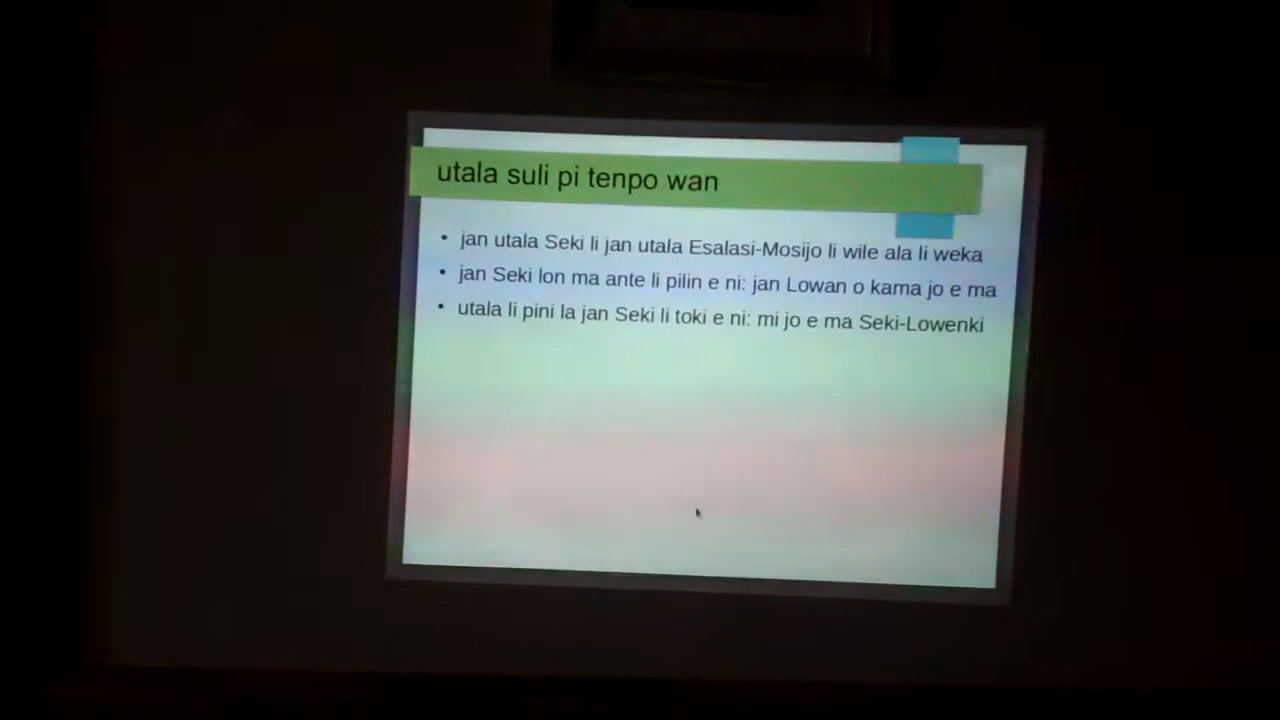 utala suli pi tenpo wan
• jan utala Seki li jan utala Esalasi-Mosijo li wile ala li weka
• jan Seki lon ma ante li pilin e ni: jan Lowan o kama jo e ma
• utala li pini la jan Seki li toki e ni: mi jo e ma Seki-Lowenki